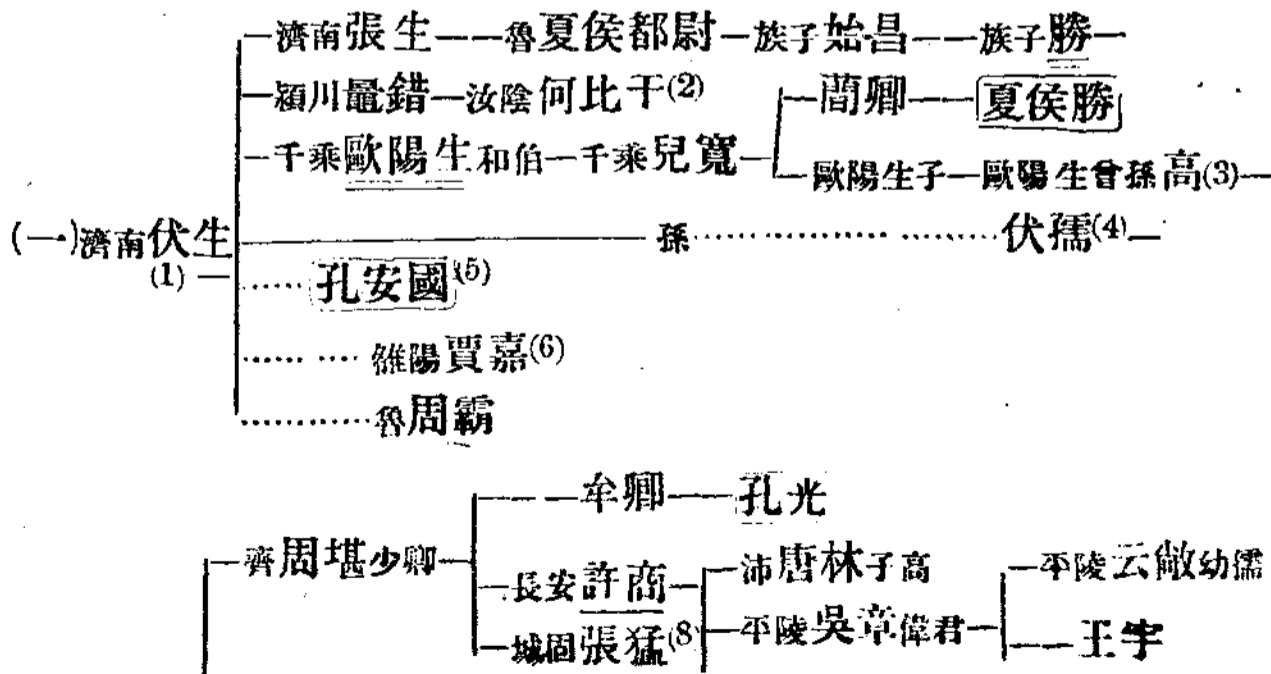 濟南張生——魯夏侯都尉—族子始昌——族子勝—
潁川鼂錯—汝陰何比干(2)
簡卿——夏侯勝
千乘歐陽生和伯—千乘兒寬
歐陽生子—歐陽生曾孫高(3)—
(一)濟南伏生
(1)
孫………………伏孺(4)—
……孔安國(5)
………雒陽賈嘉(6)
…………魯周霸
牟卿——孔光
齊周堪少卿
長安許商
沛唐林子高
平陵云敞幼儒
平陵吳章偉君
城固張猛(8)
王宇